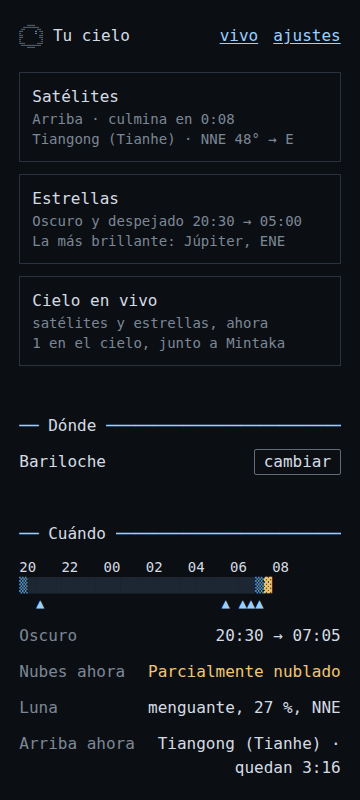 Tu cielo vivo ajustes
Satélites
Arriba · culmina en 0:08
Tiangong (Tianhe) · NNE 48° → E
Estrellas
Oscuro y despejado 20:30 → 05:00
La más brillante: Júpiter, ENE
Cielo en vivo
satélites y estrellas, ahora
1 en el cielo, junto a Mintaka
Dónde
Bariloche cambiar
Cuándo
20 22 00 02 04 06 08
Oscuro 20:30 → 07:05
Nubes ahora Parcialmente nublado
Luna menguante, 27 %, NNE
Arriba ahora Tiangong (Tianhe) ·
quedan 3:16